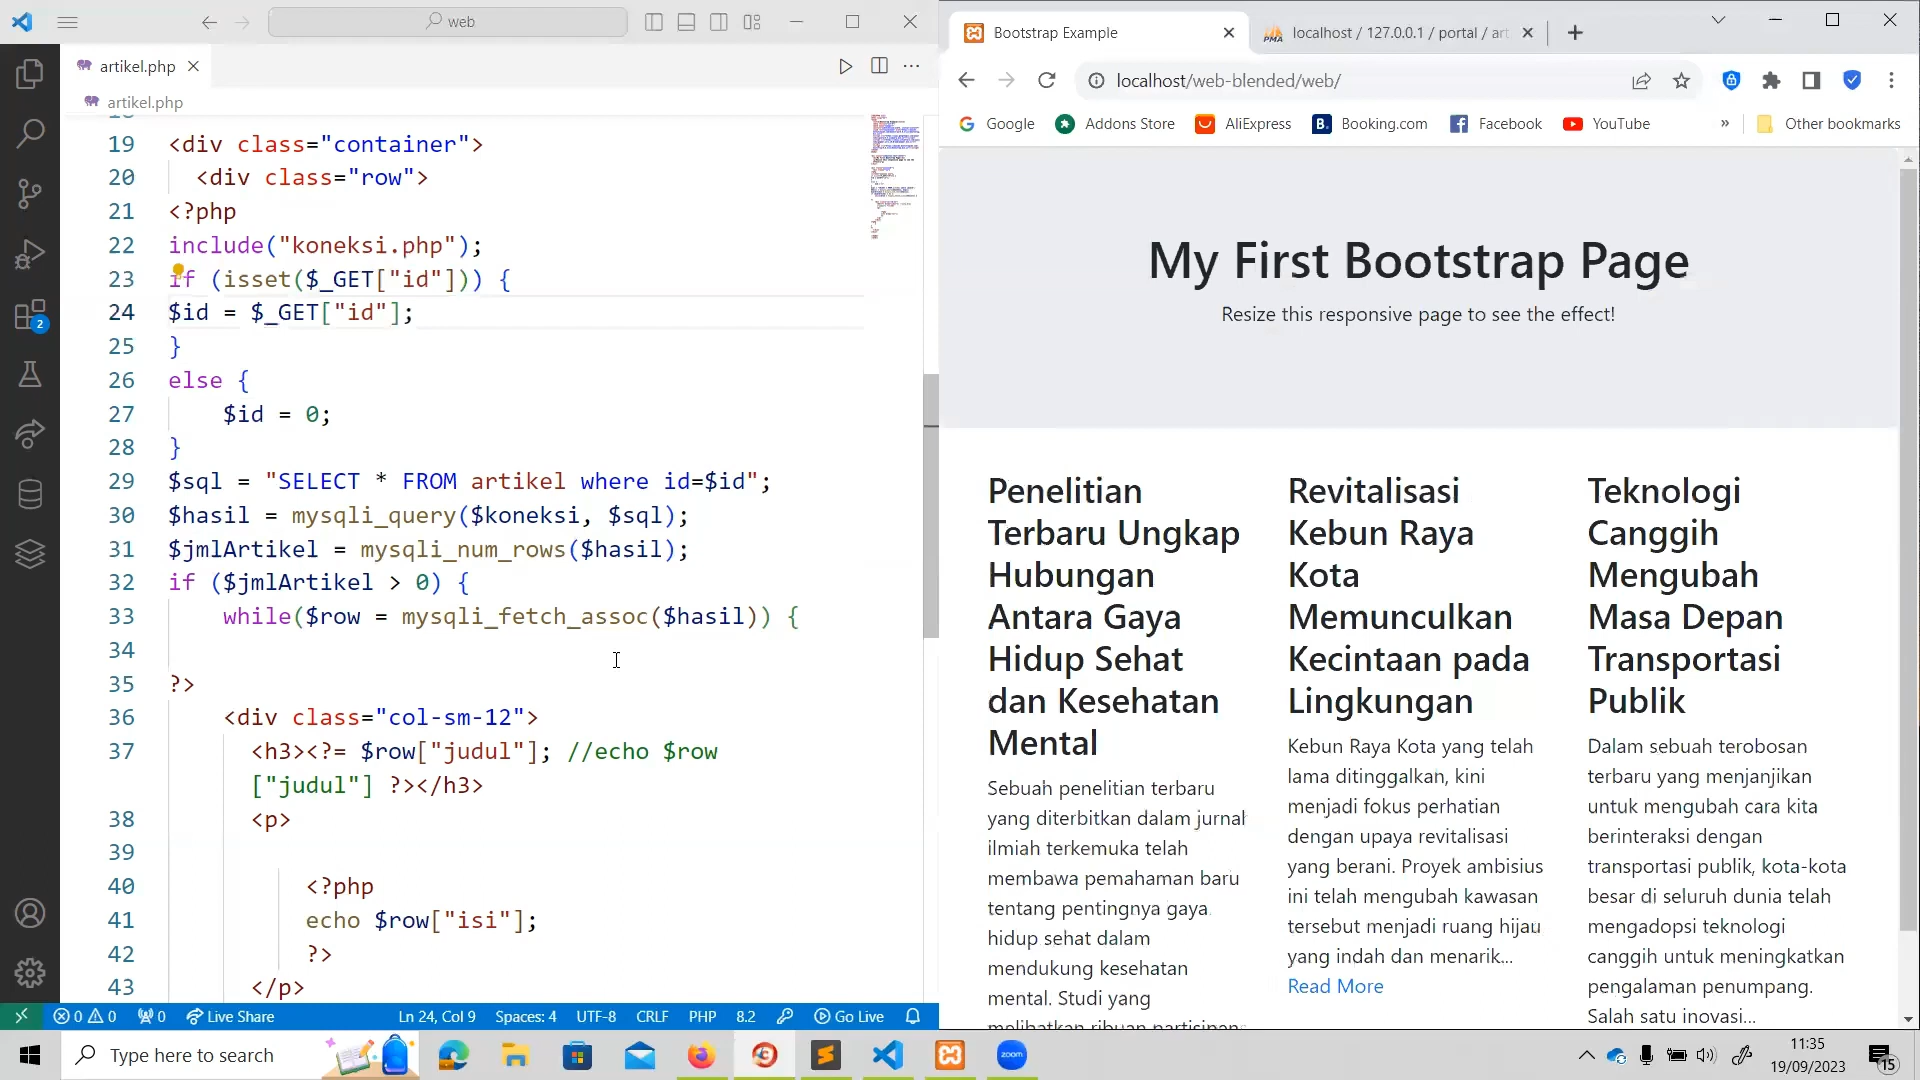 web
artikel.php
artikel.php
18
19 <div class="container">
20 <div class="row">
21 <?php
22 include("koneksi.php");
23 if (isset($_GET["id"])) {
24 $id = $_GET["id"];
25 }
26 else {
27 $id = 0;
28 }
29 $sql = "SELECT * FROM artikel where id=$id";
30 $hasil = mysqli_query($koneksi, $sql);
31 $jmlArtikel = mysqli_num_rows($hasil);
32 if ($jmlArtikel > 0) {
33 while($row = mysqli_fetch_assoc($hasil)) {
34
35 ?>
36 <div class="col-sm-12">
37 <h3><?= $row["judul"]; //echo $row
["judul"] ?></h3>
38 <p>
39
40 <?php
41 echo $row["isi"];
42 ?>
43 </p>
2
0 0 0 Live Share Ln 24, Col 9 Spaces: 4 UTF-8 CRLF PHP 8.2 Go Live
Bootstrap Example
PMA localhost / 127.0.0.1 / portal / art
localhost/web-blended/web/
Google Addons Store AliExpress Booking.com Facebook YouTube » Other bookmarks
My First Bootstrap Page
Resize this responsive page to see the effect!
Penelitian
Terbaru Ungkap
Hubungan
Antara Gaya
Hidup Sehat
dan Kesehatan
Mental
Sebuah penelitian terbaru
yang diterbitkan dalam jurnal
ilmiah terkemuka telah
membawa pemahaman baru
tentang pentingnya gaya
hidup sehat dalam
mendukung kesehatan
mental. Studi yang
melibatkan ribuan partisipan
Revitalisasi
Kebun Raya
Kota
Memunculkan
Kecintaan pada
Lingkungan
Kebun Raya Kota yang telah
lama ditinggalkan, kini
menjadi fokus perhatian
dengan upaya revitalisasi
yang berani. Proyek ambisius
ini telah mengubah kawasan
tersebut menjadi ruang hijau
yang indah dan menarik...
Read More
Teknologi
Canggih
Mengubah
Masa Depan
Transportasi
Publik
Dalam sebuah terobosan
terbaru yang menjanjikan
untuk mengubah cara kita
berinteraksi dengan
transportasi publik, kota-kota
besar di seluruh dunia telah
mengadopsi teknologi
canggih untuk meningkatkan
pengalaman penumpang.
Salah satu inovasi...
Type here to search
zoom
11:35
19/09/2023
15